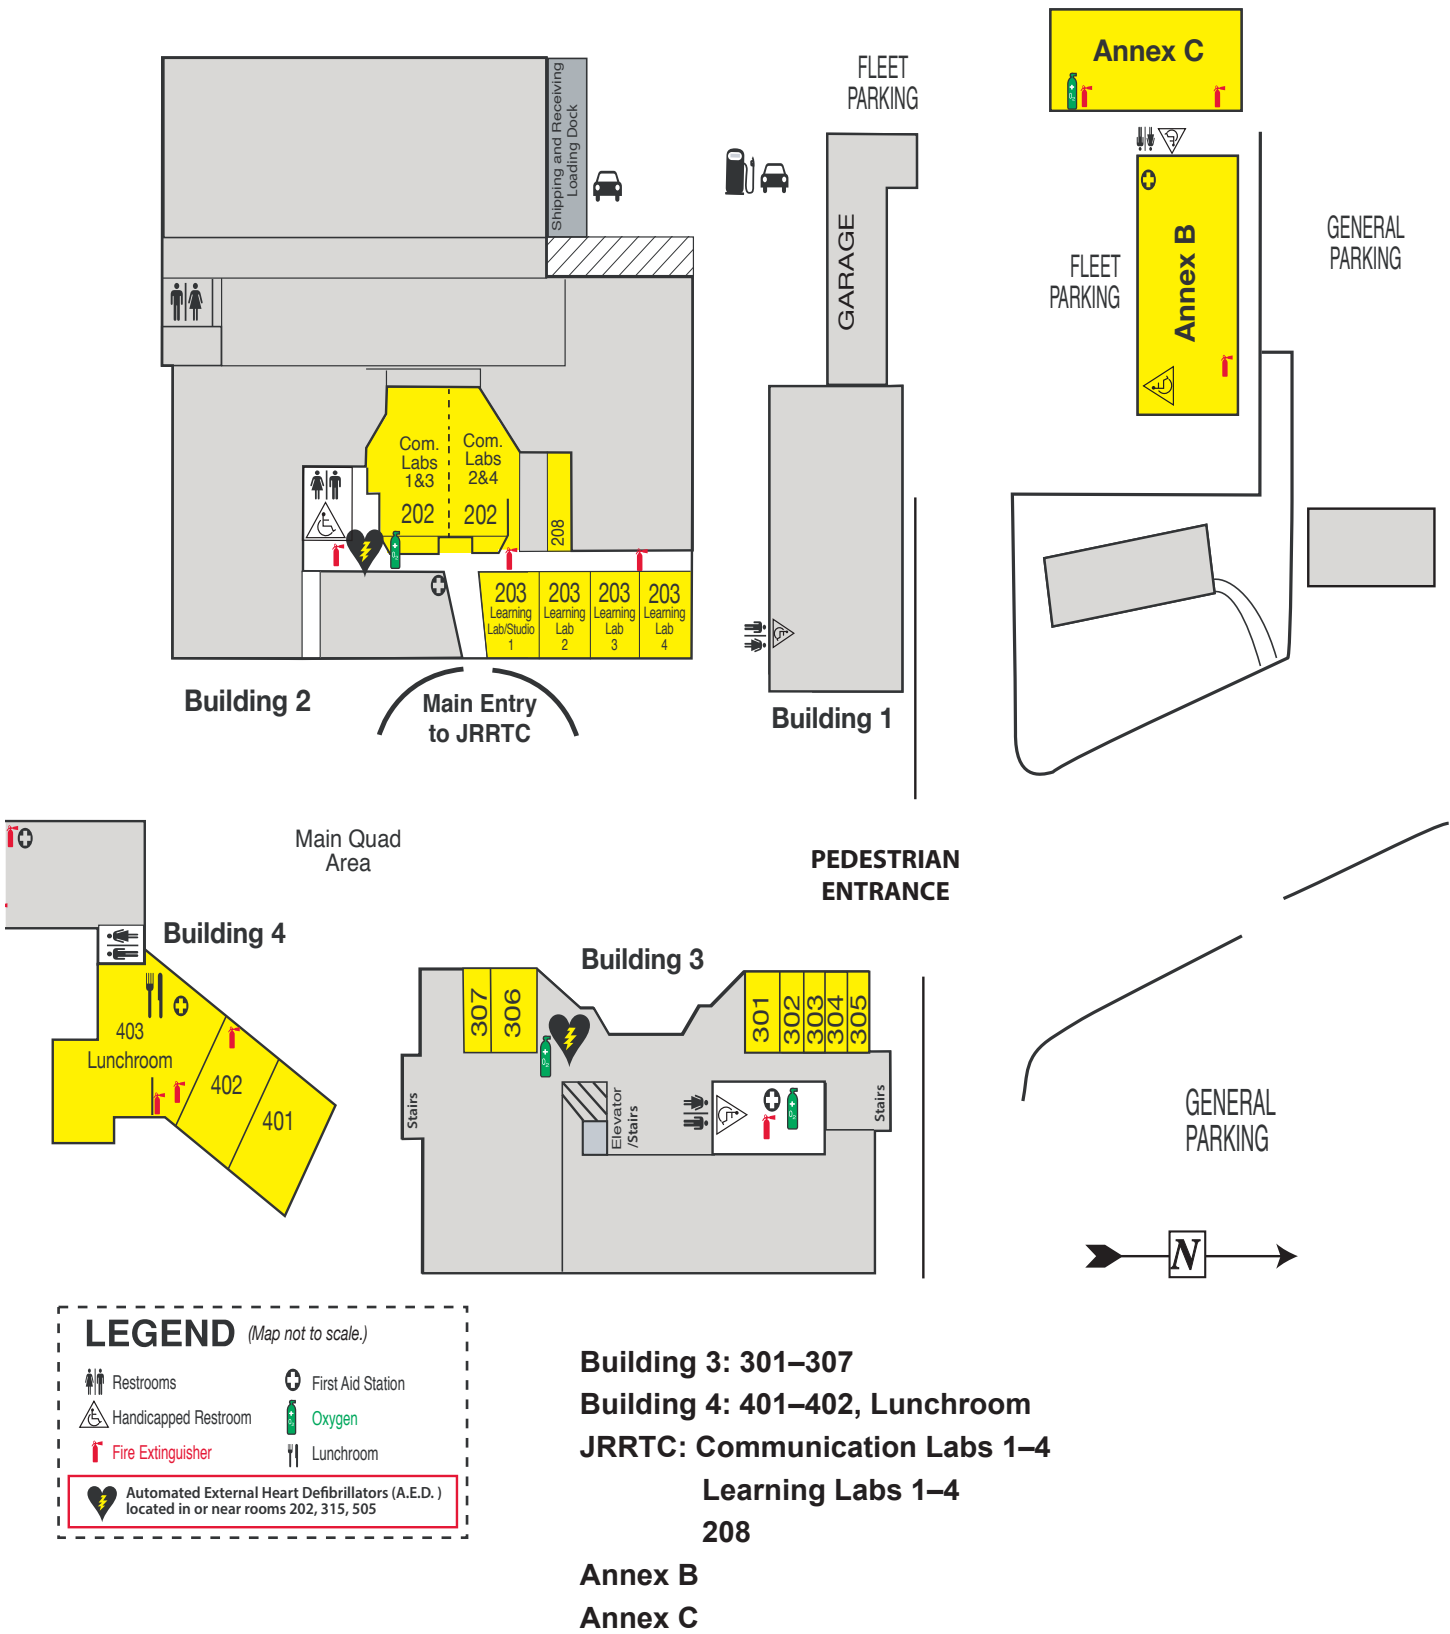 Annex C
FLEET
PARKING
Shipping and Receiving
Loading Dock
GARAGE
FLEET
PARKING
Annex B
GENERAL
PARKING
Com.
Labs
1&3
202
Com.
Labs
2&4
202
208
203
Learning
Lab/Studio
1
203
Learning
Lab
2
203
Learning
Lab
3
203
Learning
Lab
4
Building 2
Main Entry
to JRRTC
Building 1
Main Quad
Area
PEDESTRIAN
ENTRANCE
Building 4
Building 3
403
Lunchroom
402
401
307
306
301
302
303
304
305
Stairs
Elevator
/Stairs
Stairs
GENERAL
PARKING
N
LEGEND (Map not to scale.)
Restrooms
First Aid Station
Handicapped Restroom
Oxygen
Fire Extinguisher
Lunchroom
Automated External Heart Defibrillators (A.E.D. )
located in or near rooms 202, 315, 505
Building 3: 301–307
Building 4: 401–402, Lunchroom
JRRTC: Communication Labs 1–4
Learning Labs 1–4
208
Annex B
Annex C